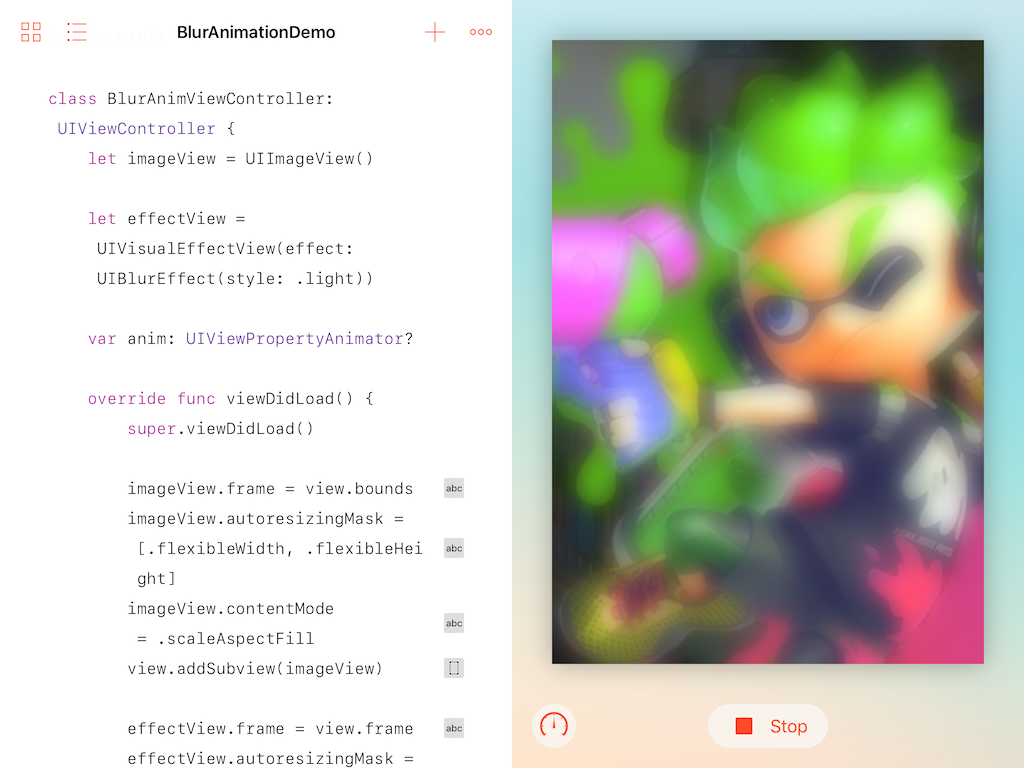 BlurAnimationDemo
class BlurAnimViewController:
UIViewController {
let imageView = UIImageView()
let effectView =
UIVisualEffectView(effect:
UIBlurEffect(style: .light))
var anim: UIViewPropertyAnimator?
override func viewDidLoad() {
super.viewDidLoad()
imageView.frame = view.bounds
abc
imageView.autoresizingMask =
[.flexibleWidth, .flexibleHei
abc
ght]
imageView.contentMode
= .scaleAspectFill
abc
view.addSubview(imageView)
effectView.frame = view.frame
abc
effectView.autoresizingMask =
Stop